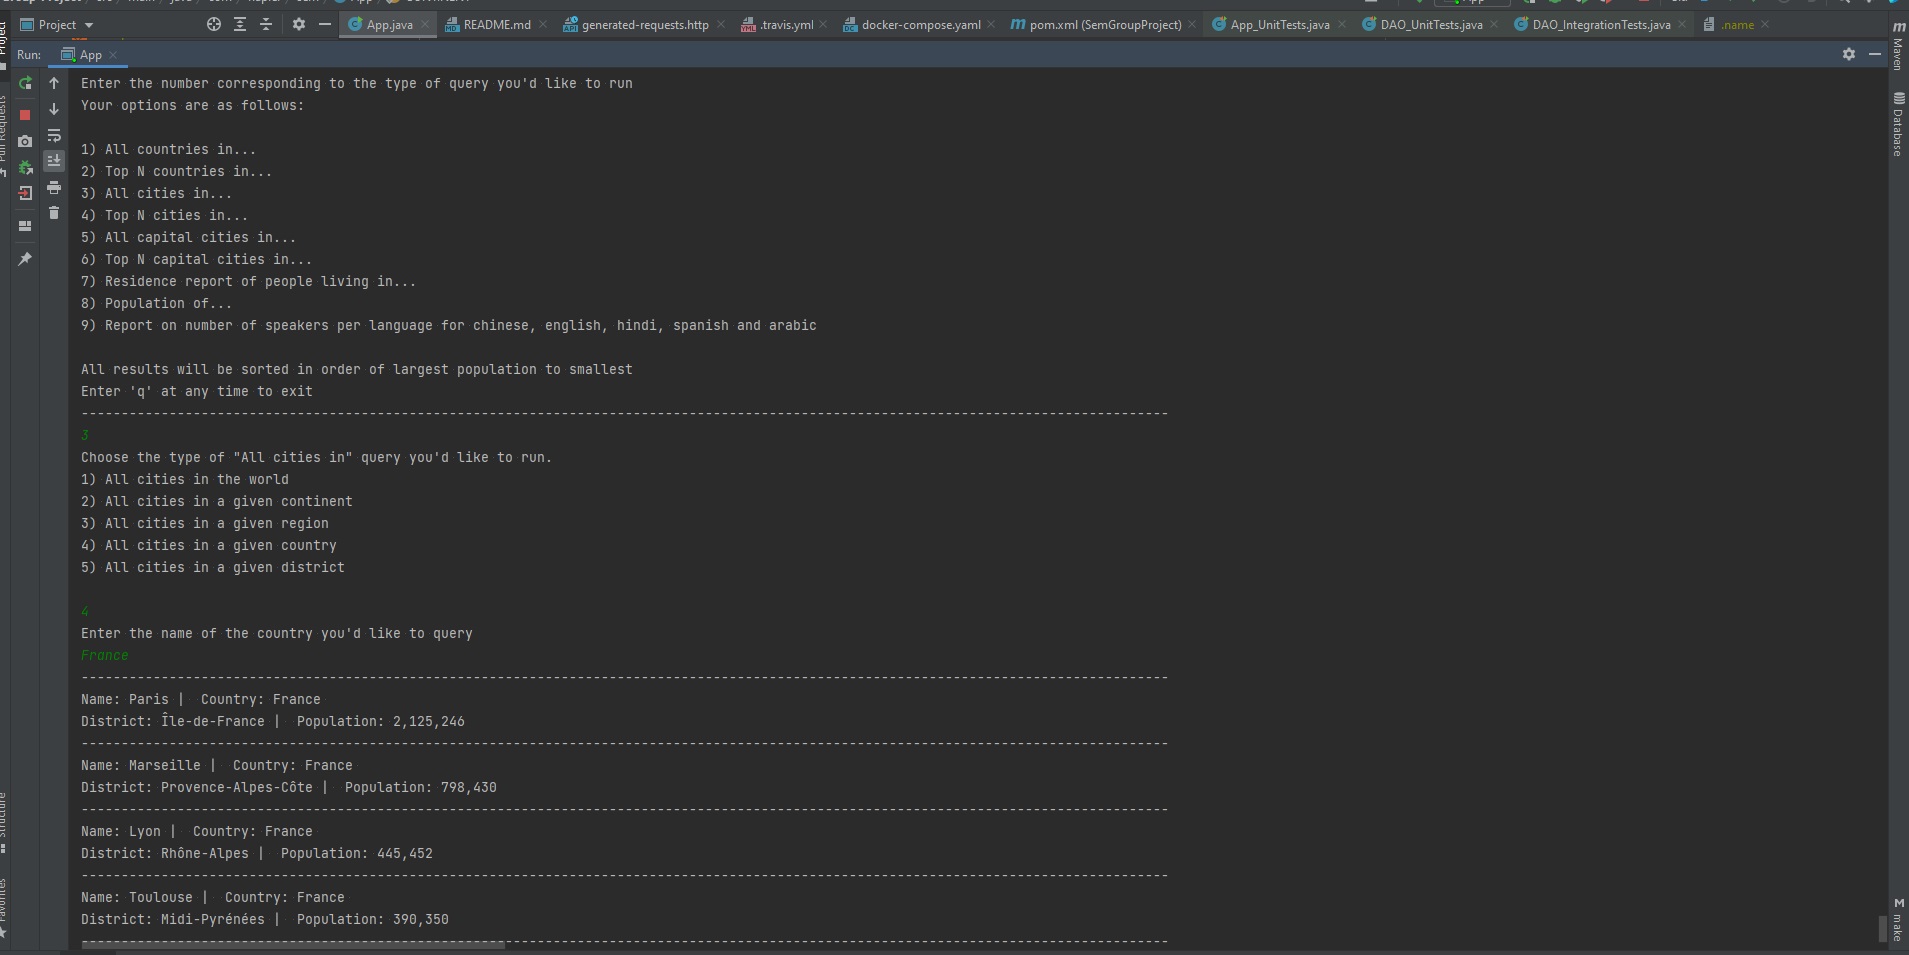 Project
App.java
README.md
generated-requests.http
.travis.yml
docker-compose.yaml
pom.xml (SemGroupProject)
App_UnitTests.java
DAO_UnitTests.java
DAO_IntegrationTests.java
.name
Run:
App
Enter the number corresponding to the type of query you'd like to run
Your options are as follows:
1) All countries in...
2) Top N countries in...
3) All cities in...
4) Top N cities in...
5) All capital cities in...
6) Top N capital cities in...
7) Residence report of people living in...
8) Population of...
9) Report on number of speakers per language for chinese, english, hindi, spanish and arabic
All results will be sorted in order of largest population to smallest
Enter 'q' at any time to exit
----------------------------------------------------------------------------------------------------------------------------------------
3
Choose the type of "All cities in" query you'd like to run.
1) All cities in the world
2) All cities in a given continent
3) All cities in a given region
4) All cities in a given country
5) All cities in a given district
4
Enter the name of the country you'd like to query
France
----------------------------------------------------------------------------------------------------------------------------------------
Name: Paris |  Country: France
District: Île-de-France |  Population: 2,125,246
----------------------------------------------------------------------------------------------------------------------------------------
Name: Marseille |  Country: France
District: Provence-Alpes-Côte |  Population: 798,430
----------------------------------------------------------------------------------------------------------------------------------------
Name: Lyon |  Country: France
District: Rhône-Alpes |  Population: 445,452
----------------------------------------------------------------------------------------------------------------------------------------
Name: Toulouse |  Country: France
District: Midi-Pyrénées |  Population: 390,350
----------------------------------------------------------------------------------------------------------------------------------------
Maven
Database
make